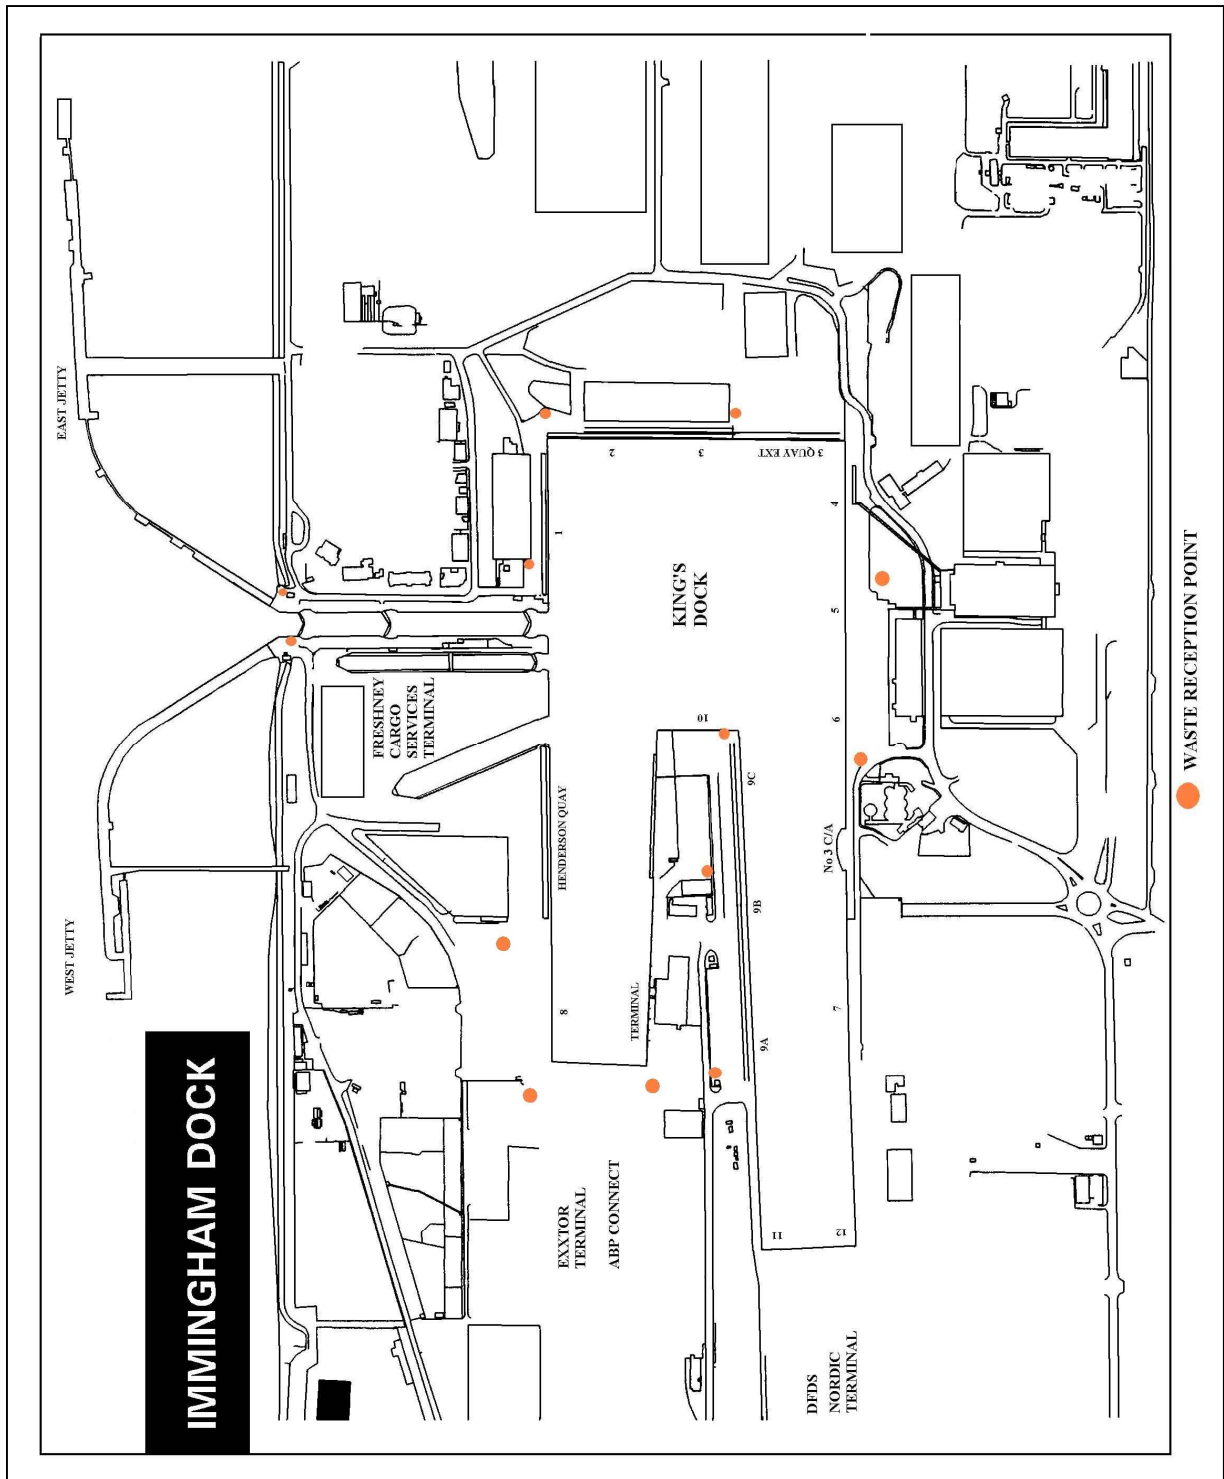 IMMINGHAM DOCK
WEST JETTY
EAST JETTY
FRESHNEY
CARGO
SERVICES
TERMINAL
HENDERSON QUAY
1
2
3
3 QUAY EXT
4
5
6
KING'S
DOCK
10
9C
9B
9A
No 3 C/A
7
8
TERMINAL
EXXTOR
TERMINAL
ABP CONNECT
11
12
DFDS
NORDIC
TERMINAL
WASTE RECEPTION POINT